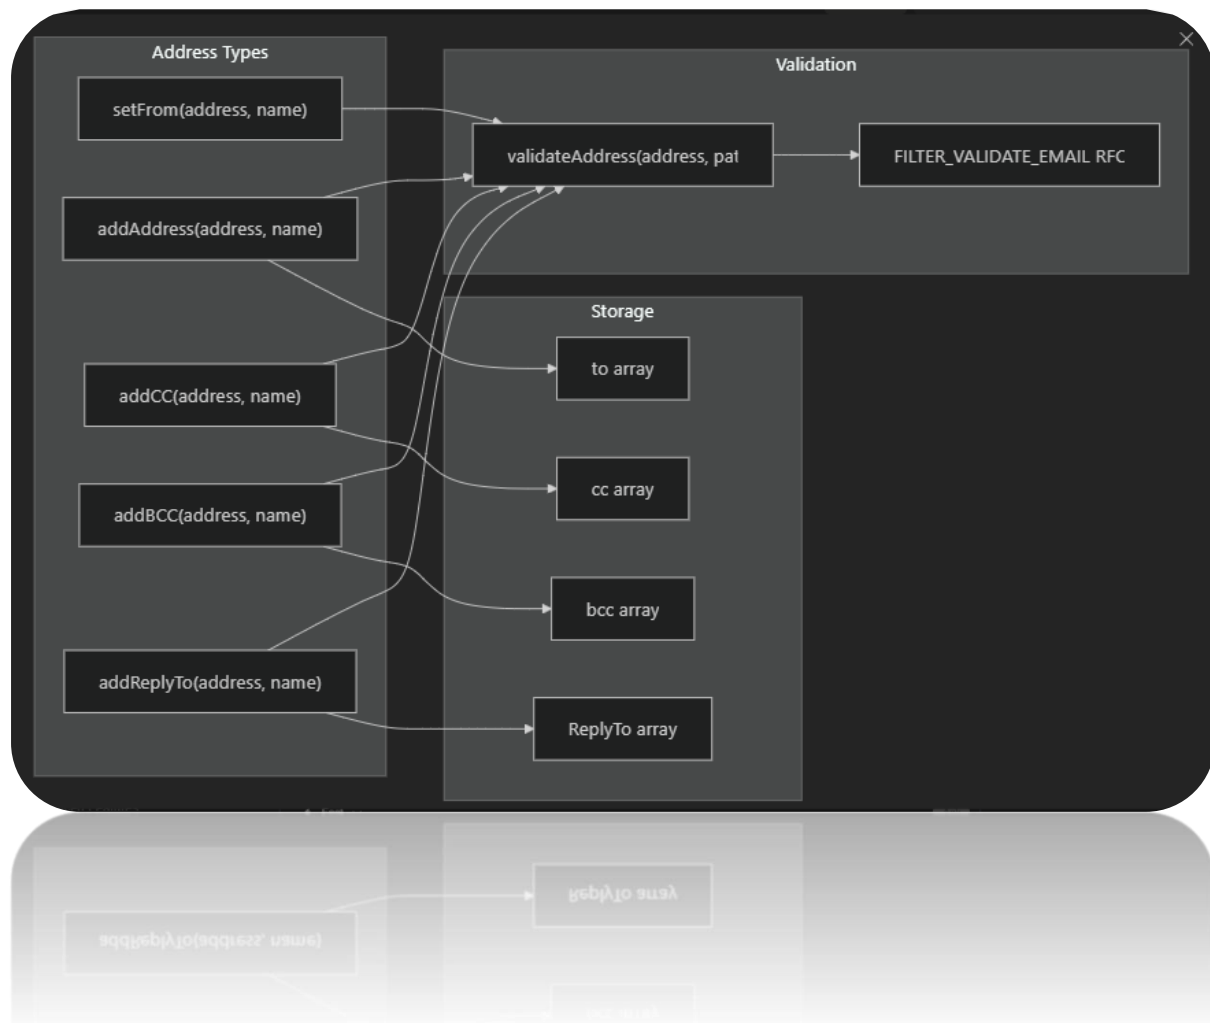 Address Types
setFrom(address, name)
addAddress(address, name)
addCC(address, name)
addBCC(address, name)
addReplyTo(address, name)
Validation
validateAddress(address, pat
FILTER_VALIDATE_EMAIL RFC
Storage
to array
cc array
bcc array
ReplyTo array